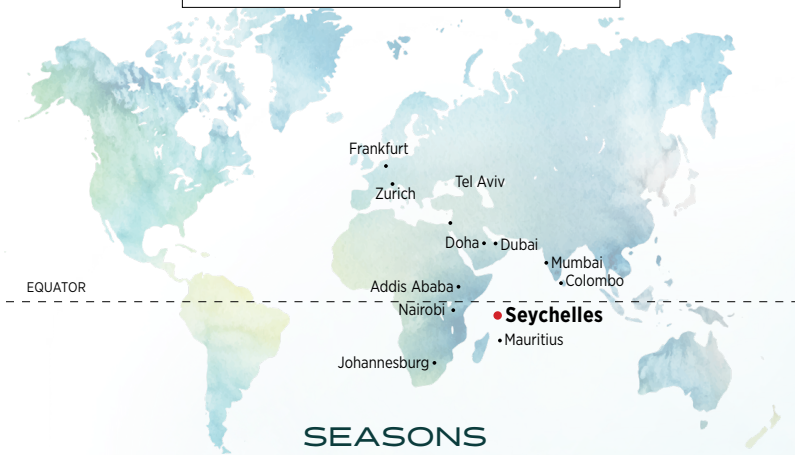 Frankfurt
Zurich
Tel Aviv
Doha
Dubai
Mumbai
Colombo
Addis Ababa
EQUATOR
Nairobi
Seychelles
Mauritius
Johannesburg
SEASONS